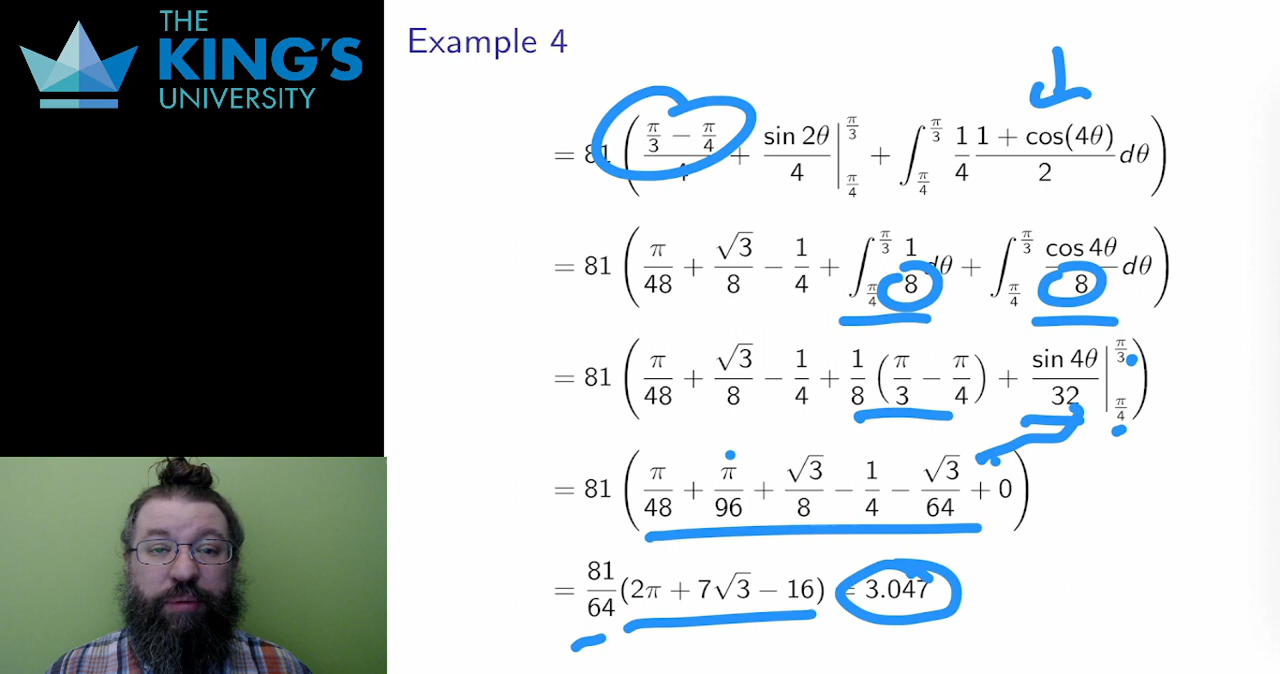 THE
KING'S
UNIVERSITY
Example 4
= 81 ( (π/3 − π/4)/4 + sin 2θ/4 |_{π/4}^{π/3} + ∫_{π/4}^{π/3} 1/4 (1 + cos(4θ))/2 dθ )
= 81 ( π/48 + √3/8 − 1/4 + ∫_{π/4}^{π/3} 1/8 dθ + ∫_{π/4}^{π/3} cos 4θ/8 dθ )
= 81 ( π/48 + √3/8 − 1/4 + 1/8 (π/3 − π/4) + sin 4θ/32 |_{π/4}^{π/3} )
= 81 ( π/48 + π/96 + √3/8 − 1/4 − √3/64 + 0 )
= 81/64 (2π + 7√3 − 16) = 3.047